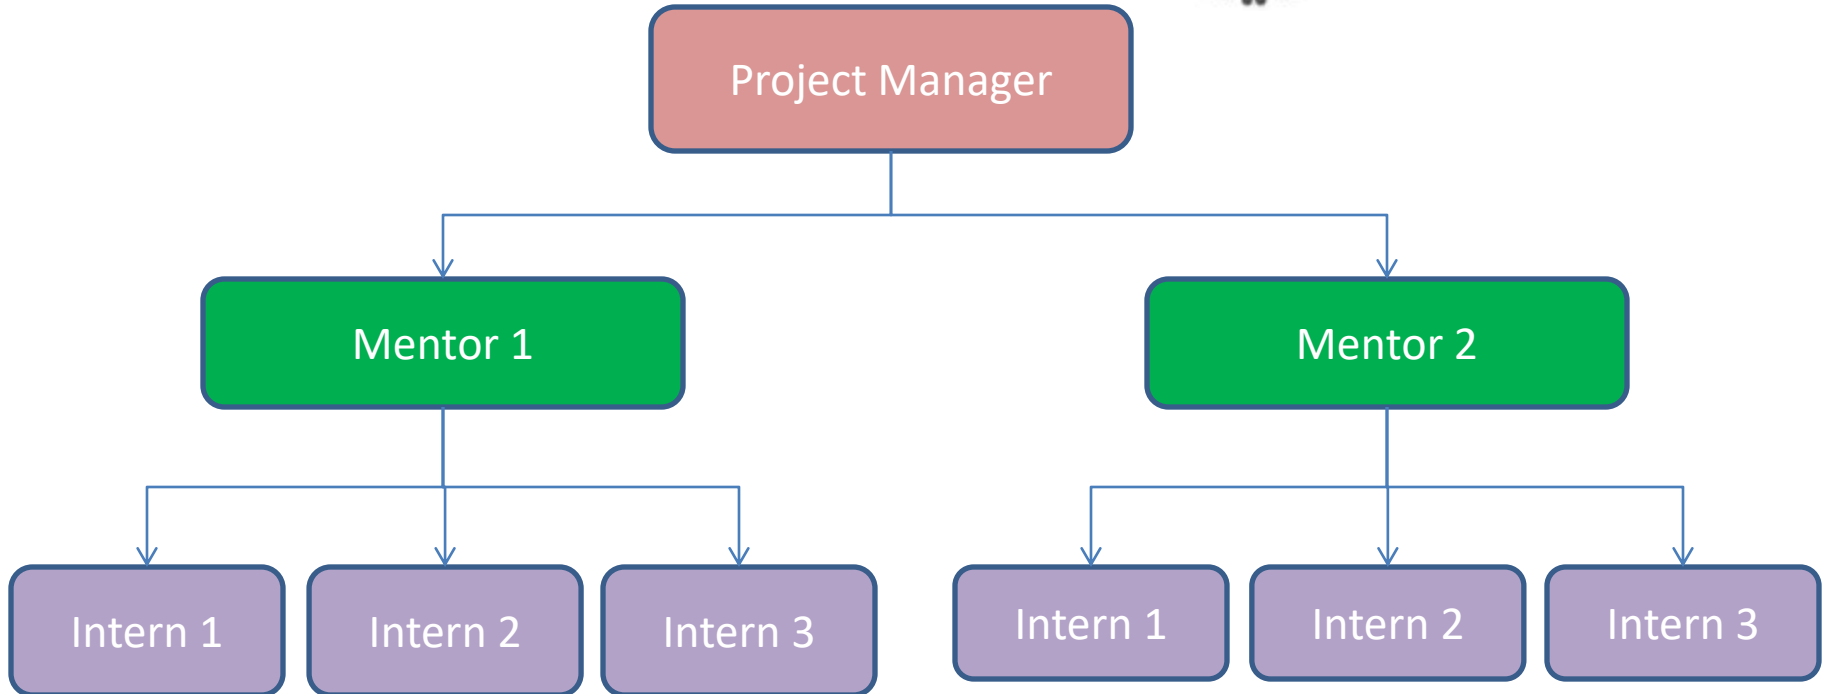 Project Manager
Mentor 1
Mentor 2
Intern 1
Intern 2
Intern 3
Intern 1
Intern 2
Intern 3